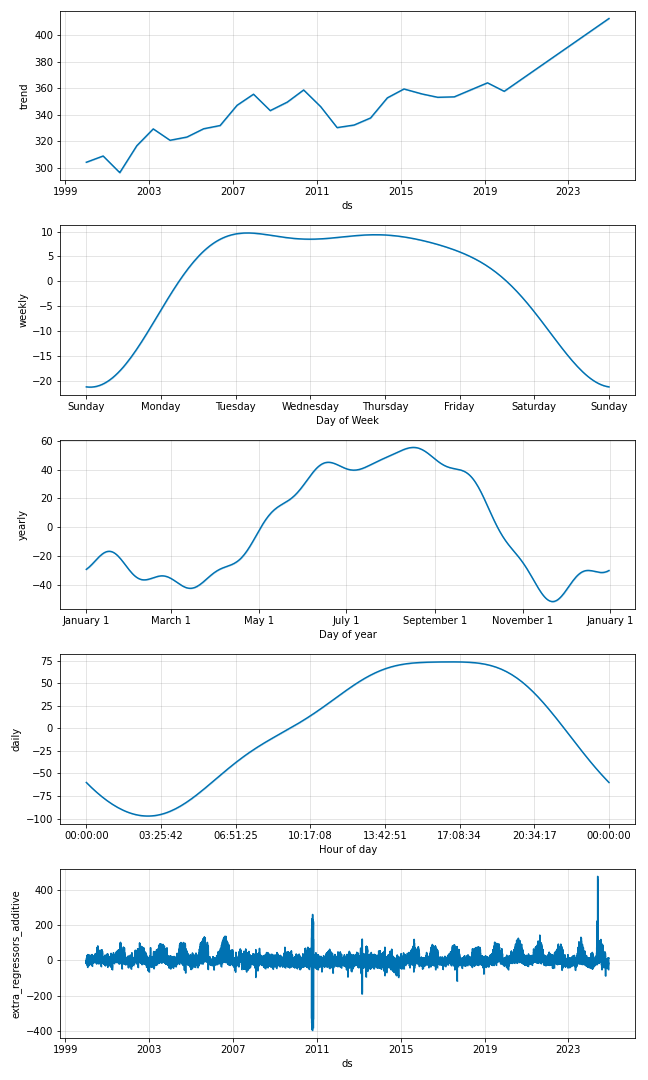 400
380
360
340
320
300
trend
1999 2003 2007 2011 2015 2019 2023
ds
10
5
0
−5
−10
−15
−20
weekly
Sunday Monday Tuesday Wednesday Thursday Friday Saturday Sunday
Day of Week
60
40
20
0
−20
−40
yearly
January 1 March 1 May 1 July 1 September 1 November 1 January 1
Day of year
75
50
25
0
−25
−50
−75
−100
daily
00:00:00 03:25:42 06:51:25 10:17:08 13:42:51 17:08:34 20:34:17 00:00:00
Hour of day
400
200
0
−200
−400
extra_regressors_additive
1999 2003 2007 2011 2015 2019 2023
ds